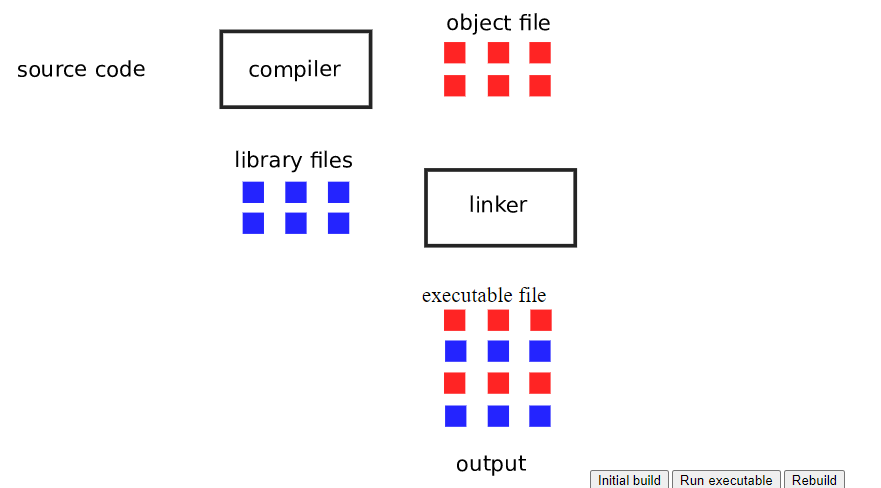 object file
source code
compiler
library files
linker
executable file
output
Initial build
Run executable
Rebuild